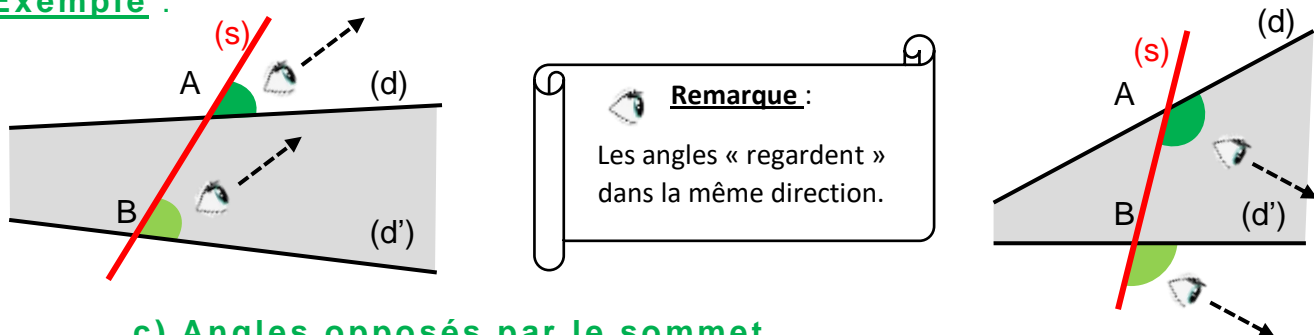 Exemple :
(s)
A
(d)
B
(d')
Remarque :
Les angles « regardent »
dans la même direction.
(d)
(s)
A
B
(d')
c) Angles opposés par le sommet